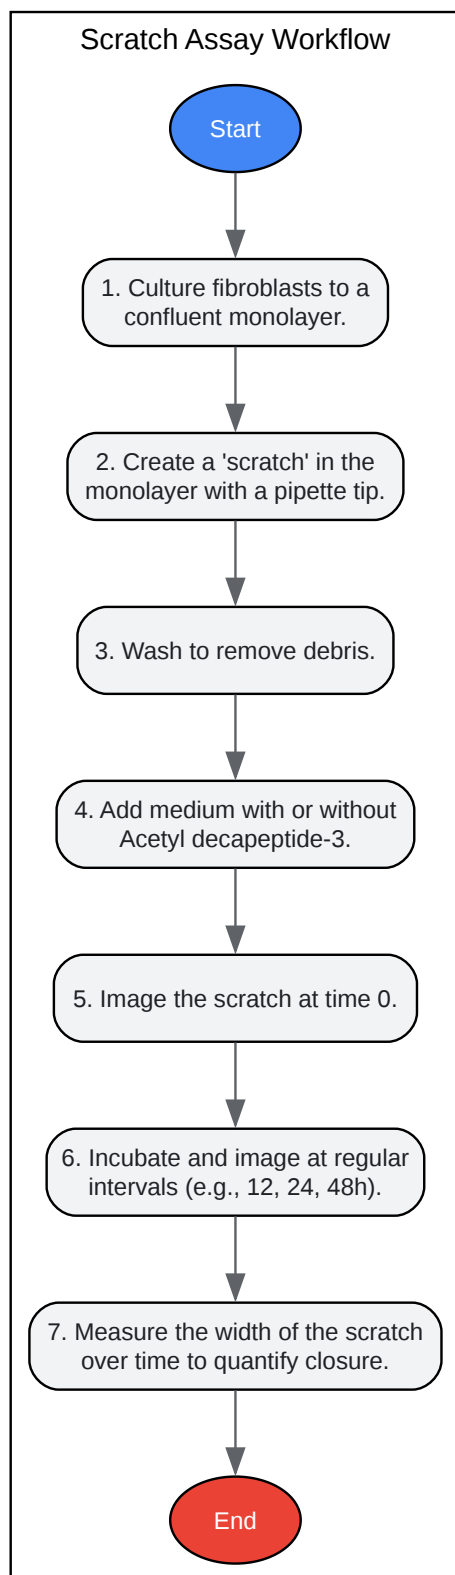 Scratch Assay Workflow
Start
1. Culture fibroblasts to a
confluent monolayer.
2. Create a 'scratch' in the
monolayer with a pipette tip.
3. Wash to remove debris.
4. Add medium with or without
Acetyl decapeptide-3.
5. Image the scratch at time 0.
6. Incubate and image at regular
intervals (e.g., 12, 24, 48h).
7. Measure the width of the scratch
over time to quantify closure.
End